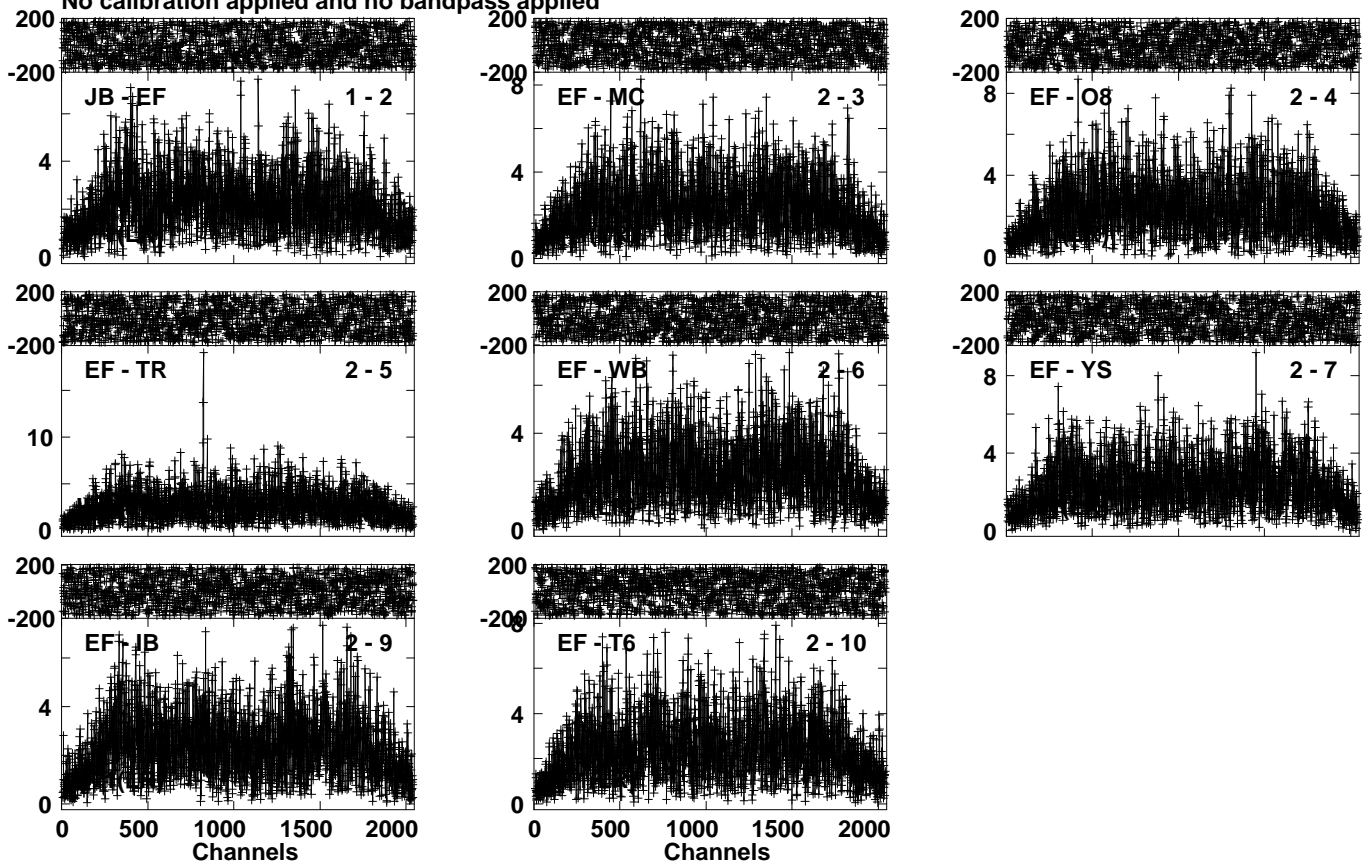 No calibration applied and no bandpass applied
200 200 200
-200 -200 -200
8 8
JB - EF 1 - 2 EF - MC 2 - 3 EF - O8 2 - 4
4 4 4
0 0 0
200 200 200
-200 -200 -200
EF - TR 2 - 5 EF - WB 2 - 6 EF - YS 2 - 7
8
10 4 4
0 0 0
200 200
-200 -200
8
EF - IB 2 - 9 EF - T6 2 - 10
4 4
0 0
0 500 1000 1500 2000 0 500 1000 1500 2000
Channels Channels